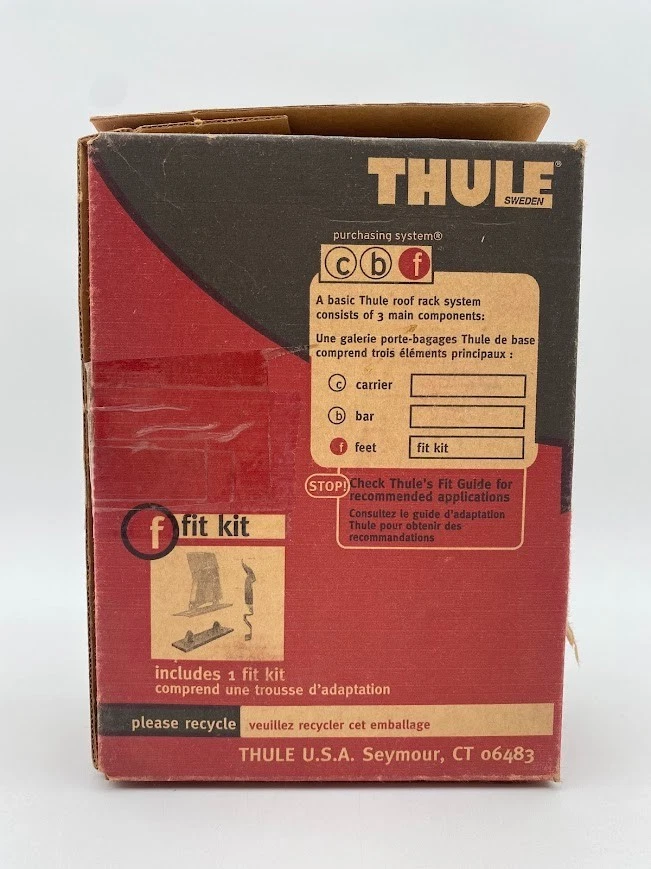 THULE®
SWEDEN
purchasing system®
c b f
A basic Thule roof rack system
consists of 3 main components:
Une galerie porte-bagages Thule de base
comprend trois éléments principaux :
c carrier
b bar
f feet fit kit
STOP! Check Thule's Fit Guide for
recommended applications
Consultez le guide d'adaptation
Thule pour obtenir des
recommandations
f fit kit
includes 1 fit kit
comprend une trousse d'adaptation
please recycle veuillez recycler cet emballage
THULE U.S.A. Seymour, CT 06483